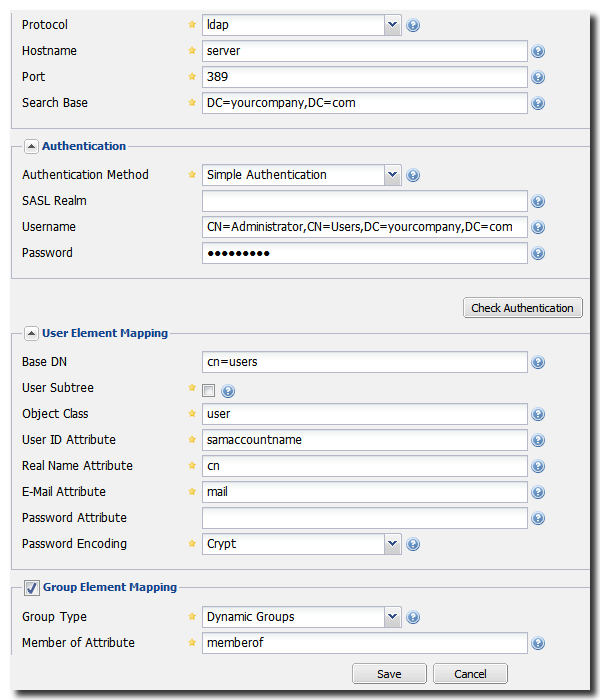 Protocol ldap
Hostname server
Port 389
Search Base DC=yourcompany,DC=com
Authentication
Authentication Method Simple Authentication
SASL Realm
Username CN=Administrator,CN=Users,DC=yourcompany,DC=com
Password ●●●●●●●●●
Check Authentication
User Element Mapping
Base DN cn=users
User Subtree
Object Class user
User ID Attribute samaccountname
Real Name Attribute cn
E-Mail Attribute mail
Password Attribute
Password Encoding Crypt
Group Element Mapping
Group Type Dynamic Groups
Member of Attribute memberof
Save Cancel